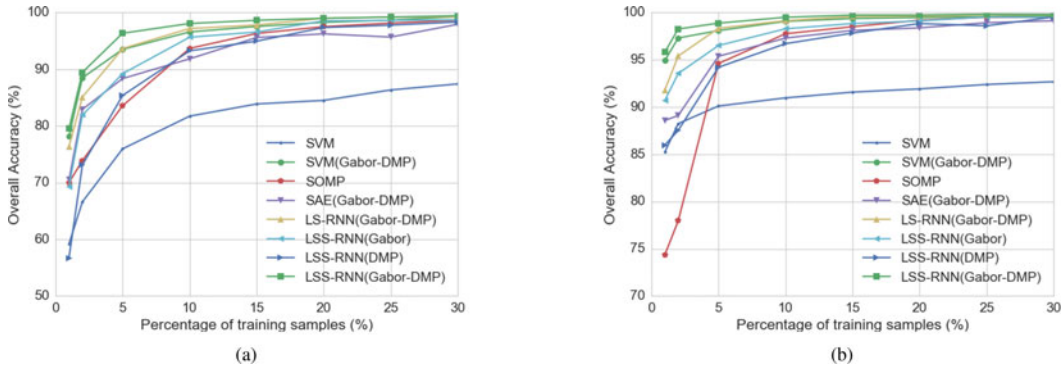 100
90
80
70
60
50
Overall Accuracy (%)
SVM
SVM(Gabor-DMP)
SOMP
SAE(Gabor-DMP)
LS-RNN(Gabor-DMP)
LSS-RNN(Gabor)
LSS-RNN(DMP)
LSS-RNN(Gabor-DMP)
0 5 10 15 20 25 30
Percentage of training samples (%)
(a)
100
95
90
85
80
75
70
Overall Accuracy (%)
SVM
SVM(Gabor-DMP)
SOMP
SAE(Gabor-DMP)
LS-RNN(Gabor-DMP)
LSS-RNN(Gabor)
LSS-RNN(DMP)
LSS-RNN(Gabor-DMP)
0 5 10 15 20 25 30
Percentage of training samples (%)
(b)